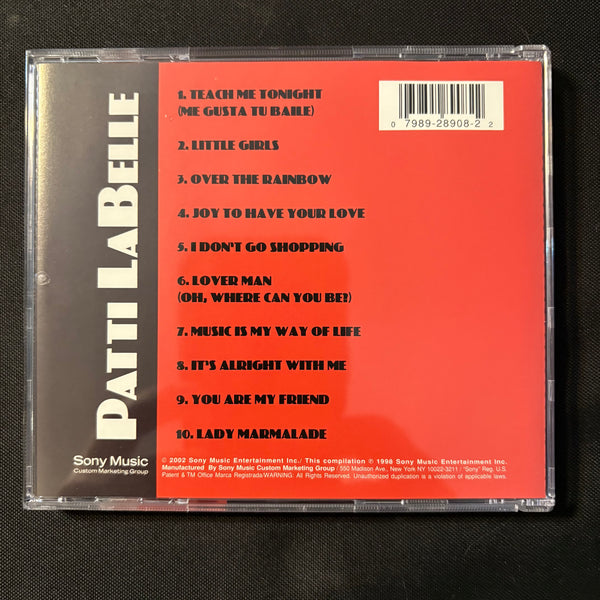 PATTI LABELLE
Sony Music
Custom Marketing Group
1. TEACH ME TONIGHT
(ME GUSTA TU BAILE)
2. LITTLE GIRLS
3. OVER THE RAINBOW
4. JOY TO HAVE YOUR LOVE
5. I DON'T GO SHOPPING
6. LOVER MAN
(OH, WHERE CAN YOU BE?)
7. MUSIC IS MY WAY OF LIFE
8. IT'S ALRIGHT WITH ME
9. YOU ARE MY FRIEND
10. LADY MARMALADE
0 7989-28908-2 2
© 2002 Sony Music Entertainment Inc./ This compilation ℗ 1998 Sony Music Entertainment Inc.
Manufactured By Sony Music Custom Marketing Group / 550 Madison Ave., New York NY 10022-3211 / "Sony" Reg. U.S.
Patent & TM Office Marca Registrada/WARNING: All Rights Reserved. Unauthorized duplication is a violation of applicable laws.